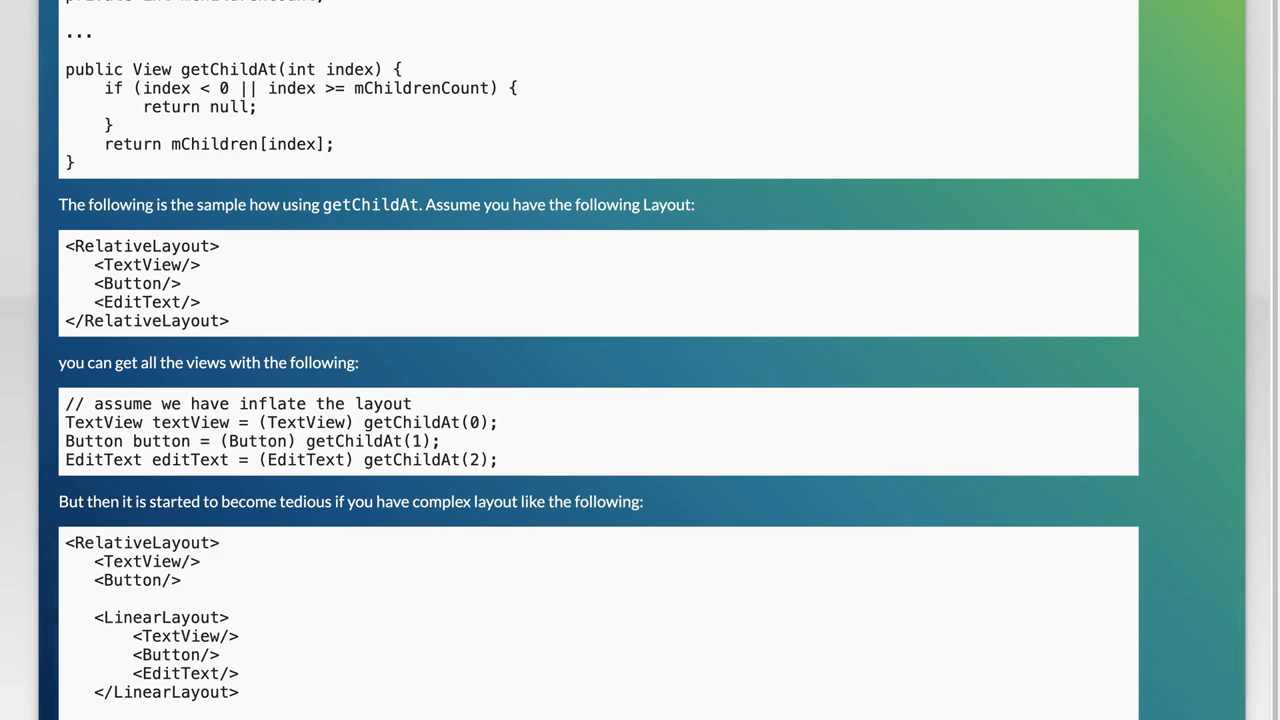 ...
public View getChildAt(int index) {
    if (index < 0 || index >= mChildrenCount) {
        return null;
    }
    return mChildren[index];
}
The following is the sample how using getChildAt. Assume you have the following Layout:
<RelativeLayout>
   <TextView/>
   <Button/>
   <EditText/>
</RelativeLayout>
you can get all the views with the following:
// assume we have inflate the layout
TextView textView = (TextView) getChildAt(0);
Button button = (Button) getChildAt(1);
EditText editText = (EditText) getChildAt(2);
But then it is started to become tedious if you have complex layout like the following:
<RelativeLayout>
   <TextView/>
   <Button/>
   <LinearLayout>
       <TextView/>
       <Button/>
       <EditText/>
   </LinearLayout>